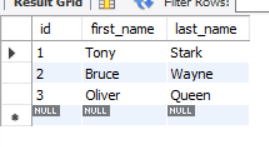 Result Grid Filter Rows:
id first_name last_name
1 Tony Stark
2 Bruce Wayne
3 Oliver Queen
NULL NULL NULL